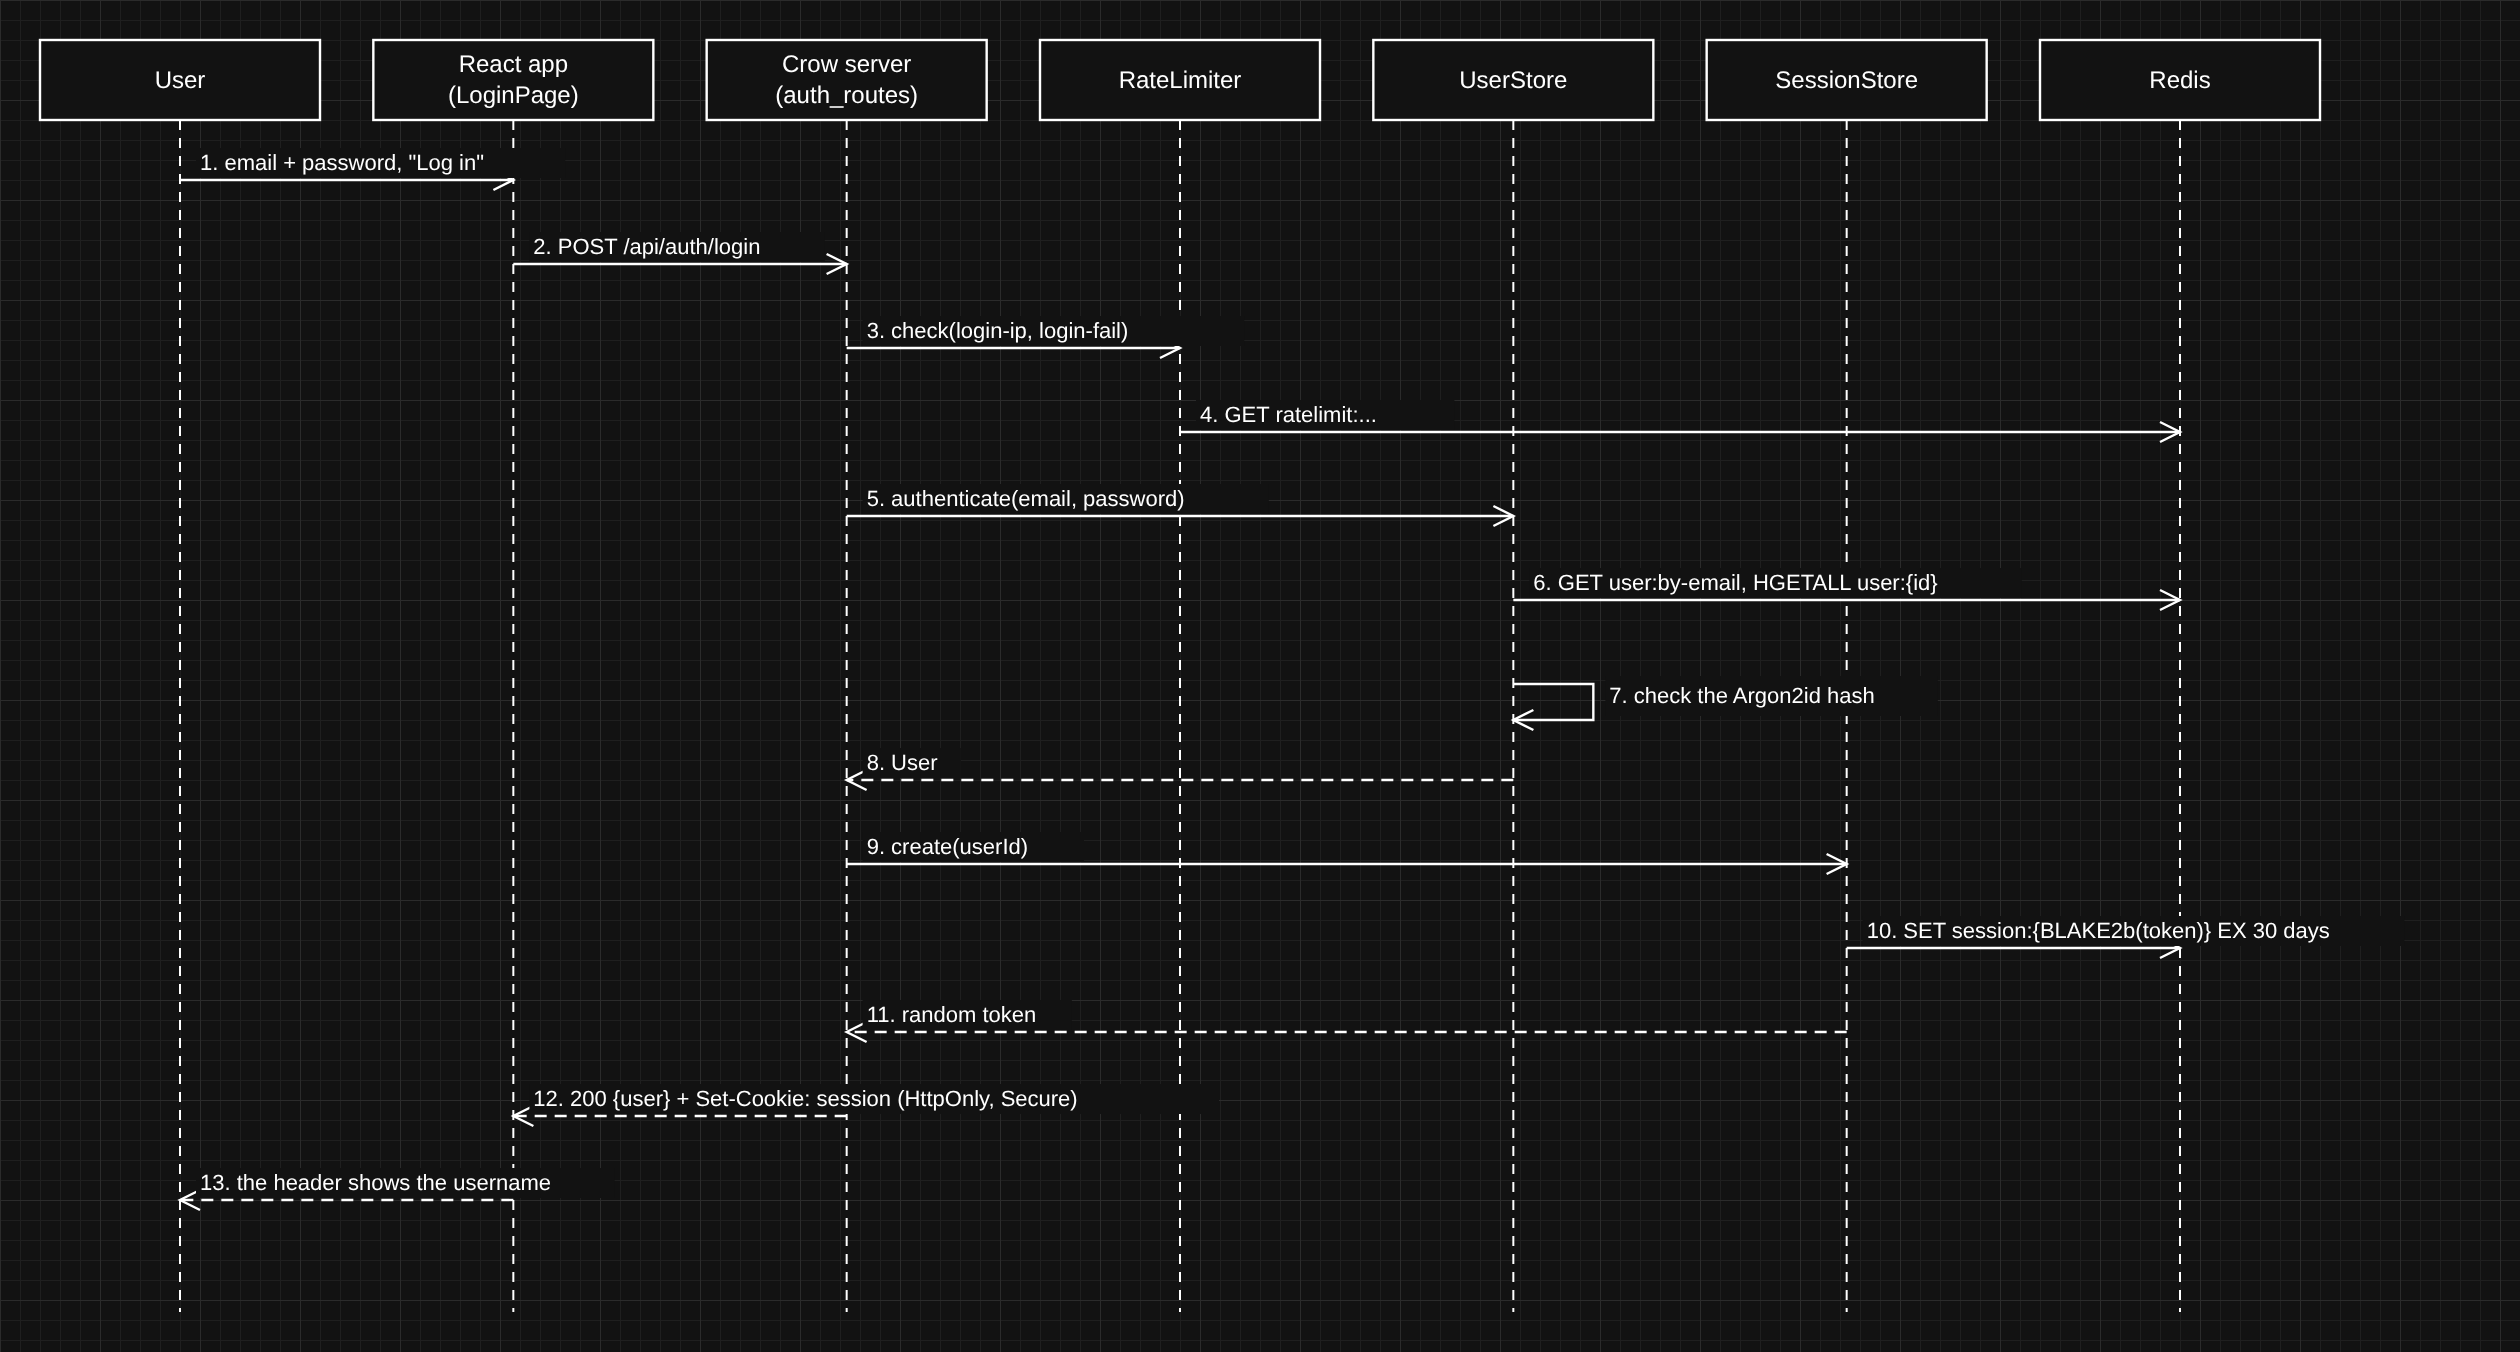 User
React app
(LoginPage)
Crow server
(auth_routes)
RateLimiter
UserStore
SessionStore
Redis
1. email + password, "Log in"
2. POST /api/auth/login
3. check(login-ip, login-fail)
4. GET ratelimit:...
5. authenticate(email, password)
6. GET user:by-email, HGETALL user:{id}
7. check the Argon2id hash
8. User
9. create(userId)
10. SET session:{BLAKE2b(token)} EX 30 days
11. random token
12. 200 {user} + Set-Cookie: session (HttpOnly, Secure)
13. the header shows the username